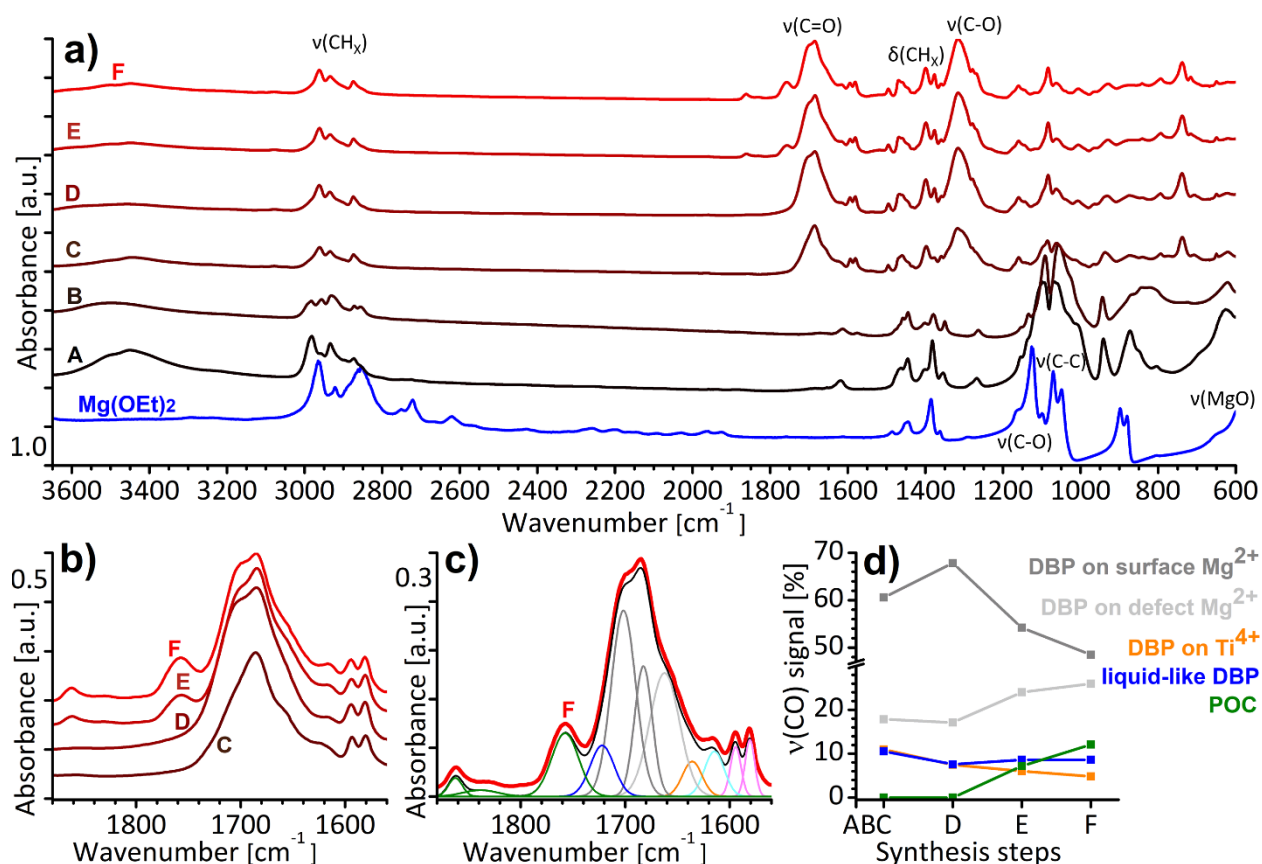 a)
ν(CHX)
ν(C=O)
δ(CHX)
ν(C-O)
F
E
D
C
B
A
Mg(OEt)2
ν(C-C)
ν(C-O)
ν(MgO)
1.0
Absorbance [a.u.]
3600 3400 3200 3000 2800 2600 2400 2200 2000 1800 1600 1400 1200 1000 800 600
Wavenumber [cm-1]
b)
0.5
Absorbance [a.u.]
F
E
D
C
1800 1700 1600
Wavenumber [cm-1]
c)
0.3
Absorbance [a.u.]
F
1800 1700 1600
Wavenumber [cm-1]
d)
ν(CO) signal [%]
70
60
50
20
10
0
DBP on surface Mg2+
DBP on defect Mg2+
DBP on Ti4+
liquid-like DBP
POC
ABC D E F
Synthesis steps